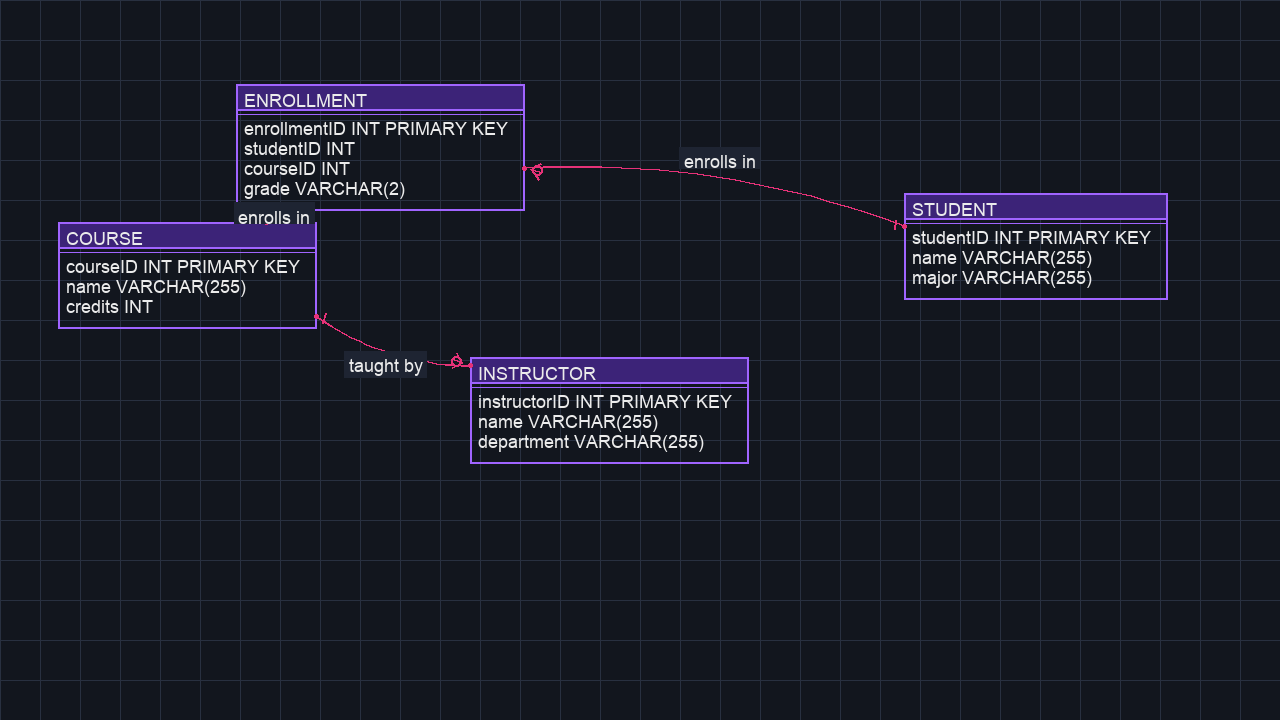 ENROLLMENT
enrollmentID INT PRIMARY KEY
studentID INT
courseID INT
grade VARCHAR(2)
enrolls in
enrolls in
COURSE
courseID INT PRIMARY KEY
name VARCHAR(255)
credits INT
STUDENT
studentID INT PRIMARY KEY
name VARCHAR(255)
major VARCHAR(255)
taught by
INSTRUCTOR
instructorID INT PRIMARY KEY
name VARCHAR(255)
department VARCHAR(255)